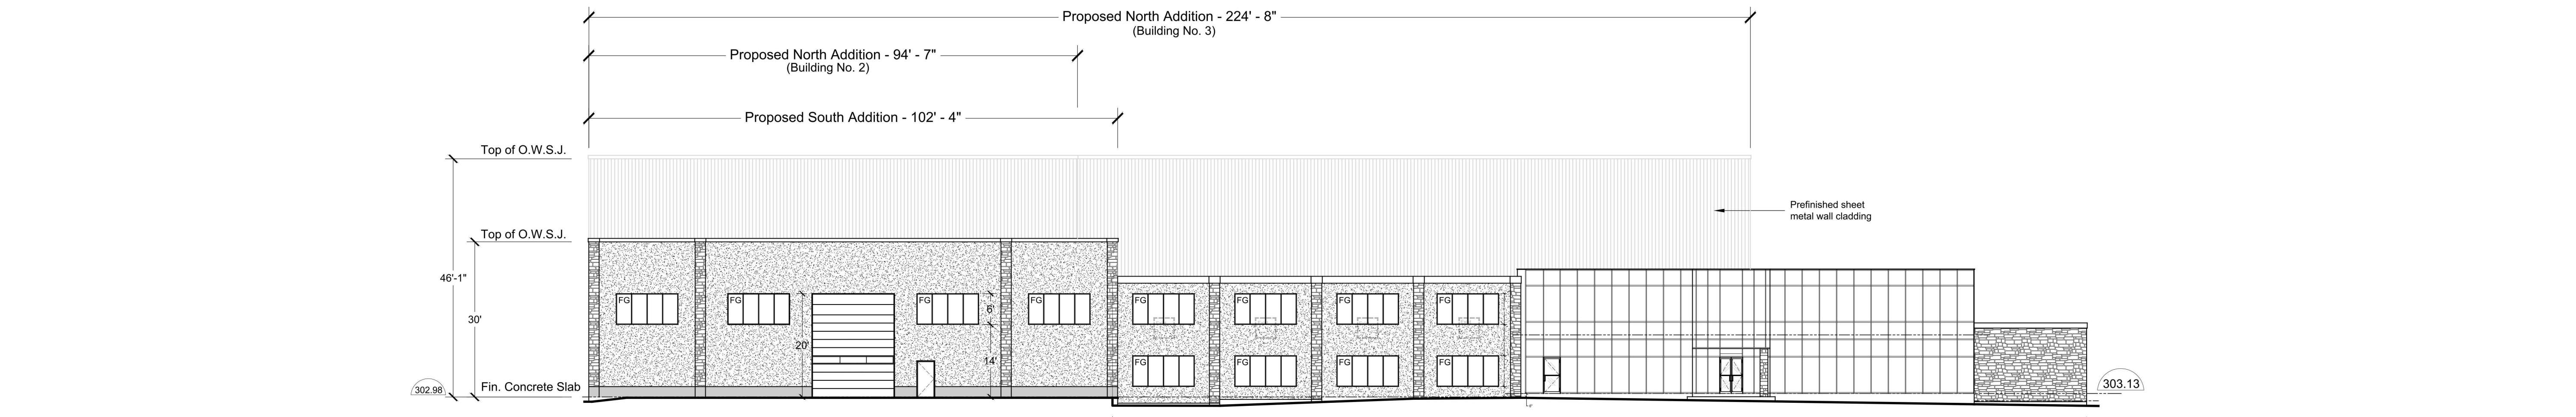 Proposed North Addition - 224' - 8"
(Building No. 3)
Proposed North Addition - 94' - 7"
(Building No. 2)
Proposed South Addition - 102' - 4"
Top of O.W.S.J.
Prefinished sheet
metal wall cladding
Top of O.W.S.J.
46'-1"
30'
FG
FG
FG
FG
FG
FG
FG
FG
6'
20'
14'
FG
FG
FG
FG
302.98
Fin. Concrete Slab
303.13